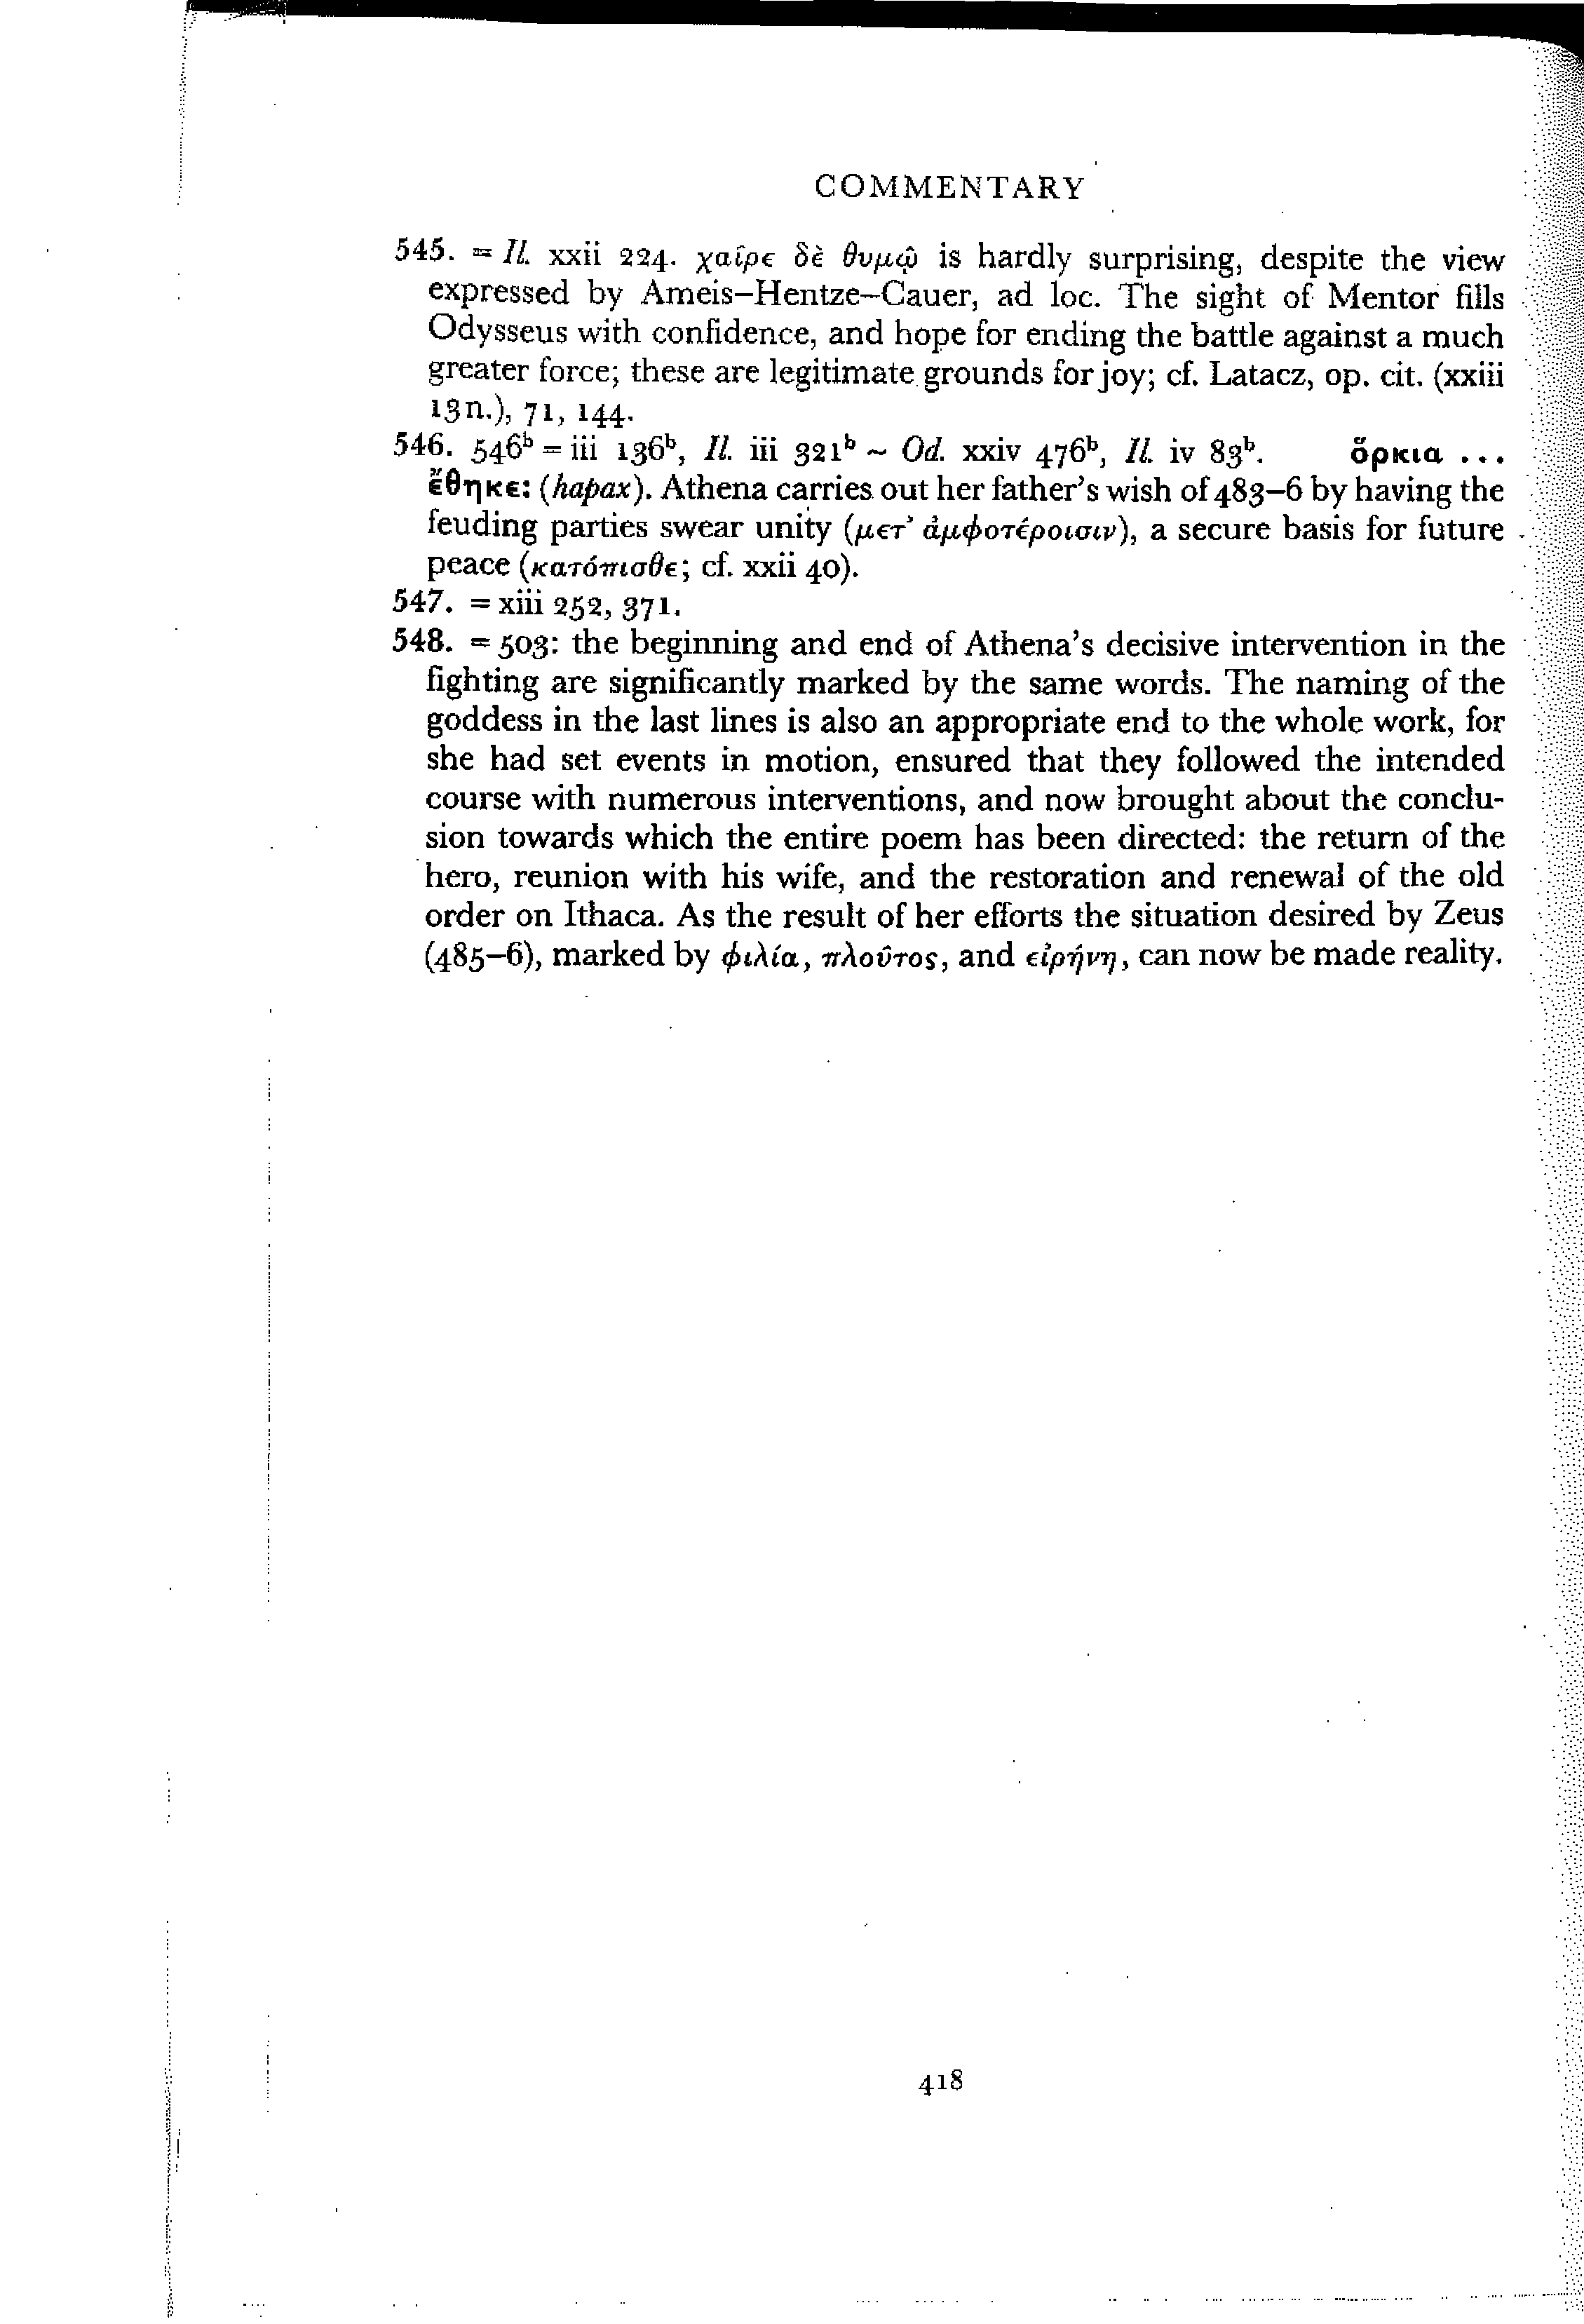 COMMENTARY
545. = Il. xxii 224. χαῖρε δὲ θυμῷ is hardly surprising, despite the view
expressed by Ameis–Hentze–Cauer, ad loc. The sight of Mentor fills
Odysseus with confidence, and hope for ending the battle against a much
greater force; these are legitimate grounds for joy; cf. Latacz, op. cit. (xxiii
13n.), 71, 144.
546. 546ᵇ = iii 136ᵇ, Il. iii 321ᵇ ~ Od. xxiv 476ᵇ, Il. iv 83ᵇ. ὅρκια ...
ἔθηκε: (hapax). Athena carries out her father's wish of 483–6 by having the
feuding parties swear unity (μετ' ἀμφοτέροισιν), a secure basis for future
peace (κατόπισθε; cf. xxii 40).
547. = xiii 252, 371.
548. = 503: the beginning and end of Athena's decisive intervention in the
fighting are significantly marked by the same words. The naming of the
goddess in the last lines is also an appropriate end to the whole work, for
she had set events in motion, ensured that they followed the intended
course with numerous interventions, and now brought about the conclu-
sion towards which the entire poem has been directed: the return of the
hero, reunion with his wife, and the restoration and renewal of the old
order on Ithaca. As the result of her efforts the situation desired by Zeus
(485–6), marked by φιλία, πλοῦτος, and εἰρήνη, can now be made reality.
418